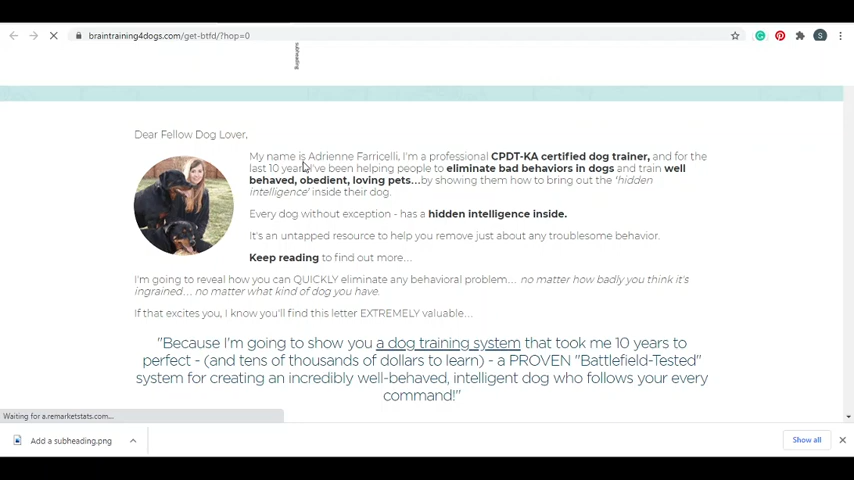 braintraining4dogs.com/get-btfd/?hop=0
S
subheading
Dear Fellow Dog Lover,
My name is Adrienne Farricelli, I'm a professional CPDT-KA certified dog trainer, and for the
last 10 years I've been helping people to eliminate bad behaviors in dogs and train well
behaved, obedient, loving pets...by showing them how to bring out the 'hidden
intelligence' inside their dog.
Every dog without exception - has a hidden intelligence inside.
It's an untapped resource to help you remove just about any troublesome behavior.
Keep reading to find out more...
I'm going to reveal how you can QUICKLY eliminate any behavioral problem... no matter how badly you think it's
ingrained... no matter what kind of dog you have.
If that excites you, I know you'll find this letter EXTREMELY valuable...
"Because I'm going to show you a dog training system that took me 10 years to
perfect - (and tens of thousands of dollars to learn) - a PROVEN "Battlefield-Tested"
system for creating an incredibly well-behaved, intelligent dog who follows your every
command!"
Waiting for a.remarketstats.com...
Add a subheading.png
Show all